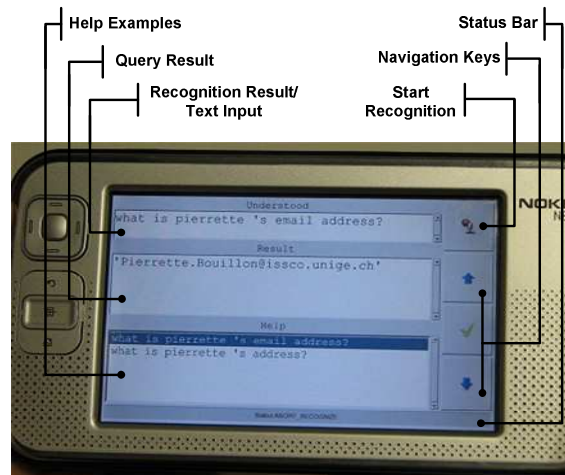 Help Examples
Status Bar
Query Result
Navigation Keys
Recognition Result/
Text Input
Start
Recognition
Understood
NOK
what is pierrette 's email address?
Result
'Pierrette.Bouillon@issco.unige.ch'
Help
what is pierrette 's email address?
what is pierrette 's address?